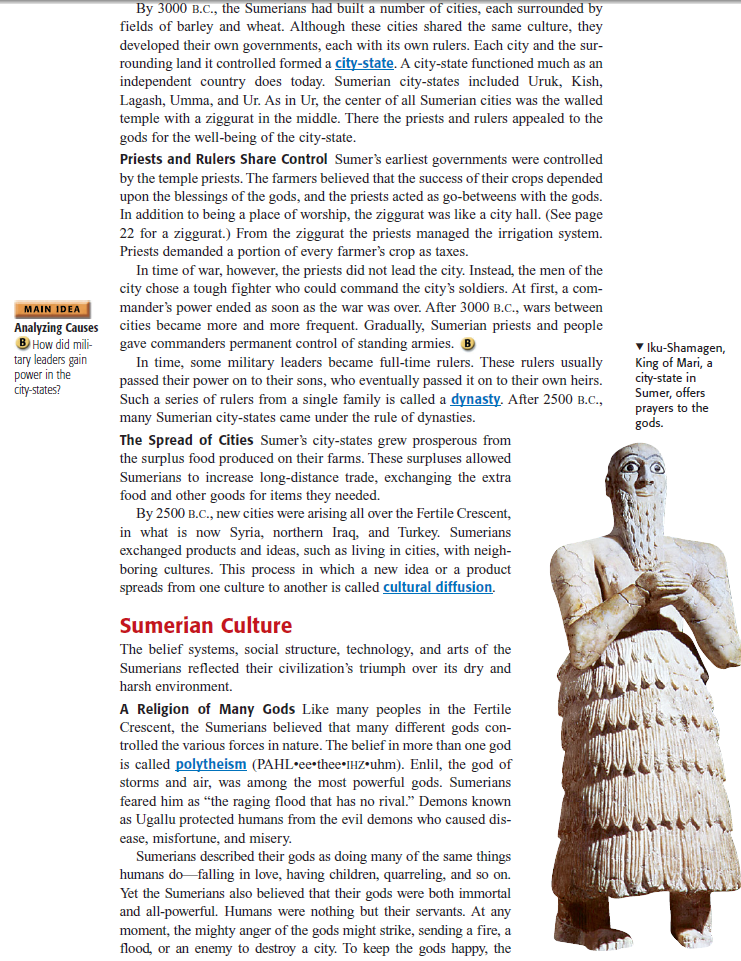 By 3000 B.C., the Sumerians had built a number of cities, each surrounded by
fields of barley and wheat. Although these cities shared the same culture, they
developed their own governments, each with its own rulers. Each city and the sur-
rounding land it controlled formed a city-state. A city-state functioned much as an
independent country does today. Sumerian city-states included Uruk, Kish,
Lagash, Umma, and Ur. As in Ur, the center of all Sumerian cities was the walled
temple with a ziggurat in the middle. There the priests and rulers appealed to the
gods for the well-being of the city-state.
Priests and Rulers Share Control Sumer's earliest governments were controlled
by the temple priests. The farmers believed that the success of their crops depended
upon the blessings of the gods, and the priests acted as go-betweens with the gods.
In addition to being a place of worship, the ziggurat was like a city hall. (See page
22 for a ziggurat.) From the ziggurat the priests managed the irrigation system.
Priests demanded a portion of every farmer's crop as taxes.
In time of war, however, the priests did not lead the city. Instead, the men of the
city chose a tough fighter who could command the city's soldiers. At first, a com-
mander's power ended as soon as the war was over. After 3000 B.C., wars between
cities became more and more frequent. Gradually, Sumerian priests and people
gave commanders permanent control of standing armies. B
In time, some military leaders became full-time rulers. These rulers usually
passed their power on to their sons, who eventually passed it on to their own heirs.
Such a series of rulers from a single family is called a dynasty. After 2500 B.C.,
many Sumerian city-states came under the rule of dynasties.
MAIN IDEA
Analyzing Causes
B How did mili-
tary leaders gain
power in the
city-states?
▼ Iku-Shamagen,
King of Mari, a
city-state in
Sumer, offers
prayers to the
gods.
The Spread of Cities Sumer's city-states grew prosperous from
the surplus food produced on their farms. These surpluses allowed
Sumerians to increase long-distance trade, exchanging the extra
food and other goods for items they needed.
By 2500 B.C., new cities were arising all over the Fertile Crescent,
in what is now Syria, northern Iraq, and Turkey. Sumerians
exchanged products and ideas, such as living in cities, with neigh-
boring cultures. This process in which a new idea or a product
spreads from one culture to another is called cultural diffusion.
Sumerian Culture
The belief systems, social structure, technology, and arts of the
Sumerians reflected their civilization's triumph over its dry and
harsh environment.
A Religion of Many Gods Like many peoples in the Fertile
Crescent, the Sumerians believed that many different gods con-
trolled the various forces in nature. The belief in more than one god
is called polytheism (PAHL•ee•thee•IHZ•uhm). Enlil, the god of
storms and air, was among the most powerful gods. Sumerians
feared him as "the raging flood that has no rival." Demons known
as Ugallu protected humans from the evil demons who caused dis-
ease, misfortune, and misery.
Sumerians described their gods as doing many of the same things
humans do—falling in love, having children, quarreling, and so on.
Yet the Sumerians also believed that their gods were both immortal
and all-powerful. Humans were nothing but their servants. At any
moment, the mighty anger of the gods might strike, sending a fire, a
flood, or an enemy to destroy a city. To keep the gods happy, the